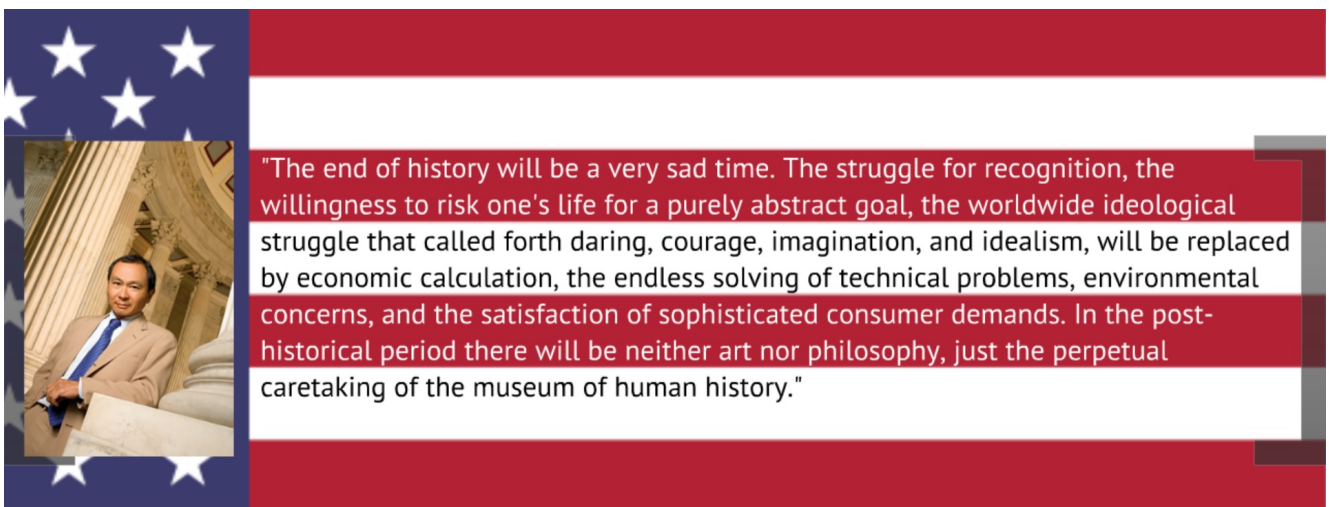 "The end of history will be a very sad time. The struggle for recognition, the
willingness to risk one's life for a purely abstract goal, the worldwide ideological
struggle that called forth daring, courage, imagination, and idealism, will be replaced
by economic calculation, the endless solving of technical problems, environmental
concerns, and the satisfaction of sophisticated consumer demands. In the post-
historical period there will be neither art nor philosophy, just the perpetual
caretaking of the museum of human history."